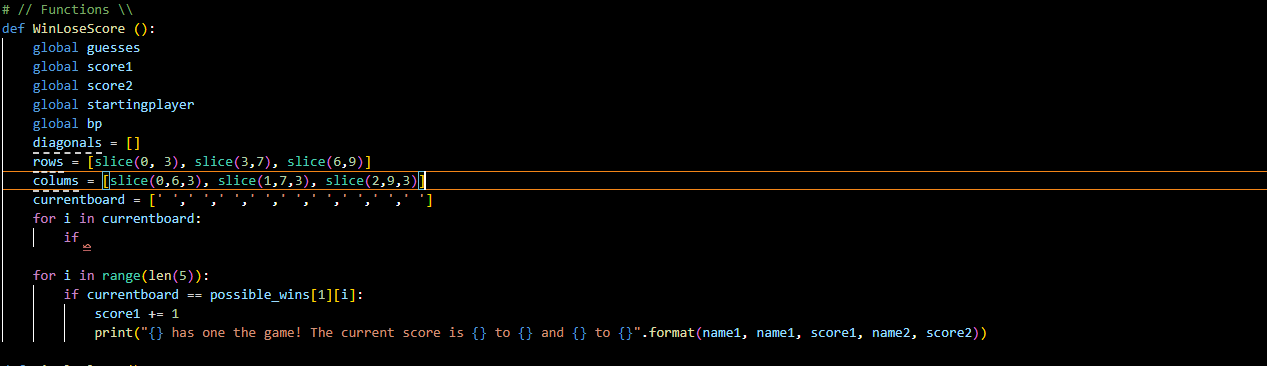 # // Functions \\
def WinLoseScore ():
    global guesses
    global score1
    global score2
    global startingplayer
    global bp
    diagonals = []
    rows = [slice(0, 3), slice(3,7), slice(6,9)]
    colums = [slice(0,6,3), slice(1,7,3), slice(2,9,3)]
    currentboard = [' ',' ',' ',' ',' ',' ',' ',' ',' ']
    for i in currentboard:
        if
    for i in range(len(5)):
        if currentboard == possible_wins[1][i]:
            score1 += 1
            print("{} has one the game! The current score is {} to {} and {} to {}".format(name1, name1, score1, name2, score2))